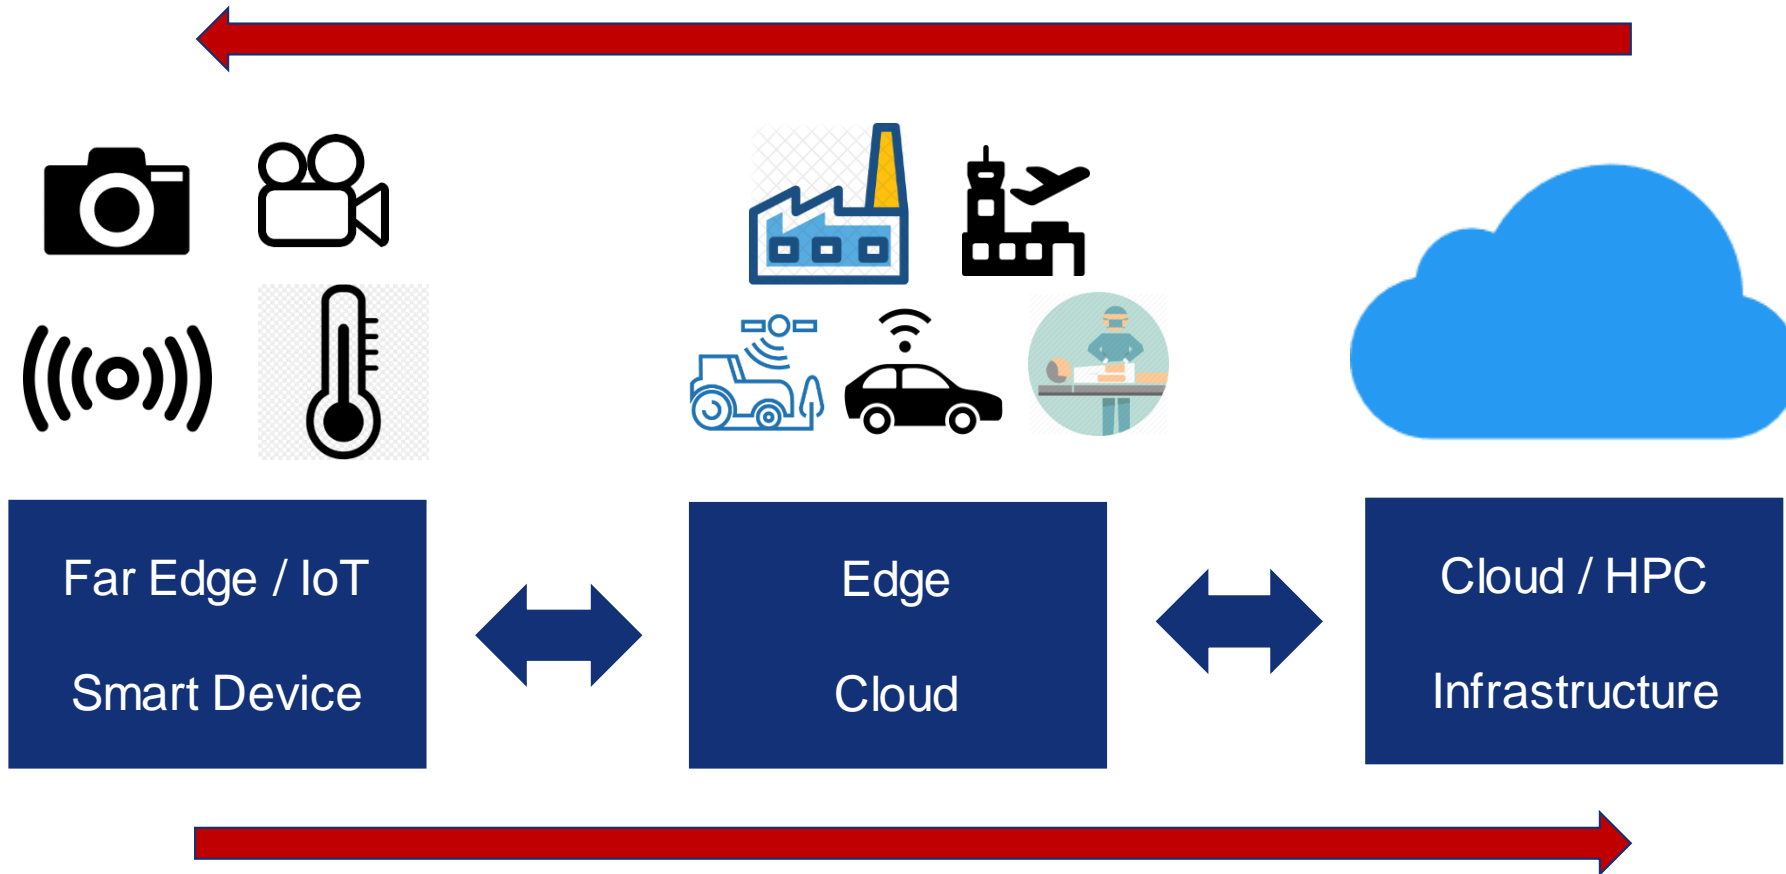 Far Edge / IoT
Smart Device
Edge
Cloud
Cloud / HPC
Infrastructure